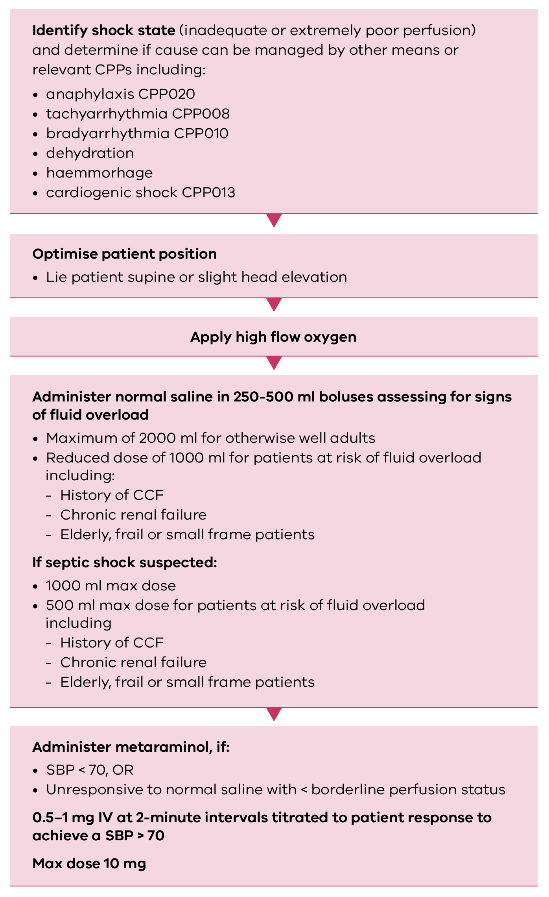 Identify shock state (inadequate or extremely poor perfusion)
and determine if cause can be managed by other means or
relevant CPPs including:
• anaphylaxis CPP020
• tachyarrhythmia CPP008
• bradyarrhythmia CPP010
• dehydration
• haemmorhage
• cardiogenic shock CPP013
Optimise patient position
• Lie patient supine or slight head elevation
Apply high flow oxygen
Administer normal saline in 250-500 ml boluses assessing for signs
of fluid overload
• Maximum of 2000 ml for otherwise well adults
• Reduced dose of 1000 ml for patients at risk of fluid overload
including:
- History of CCF
- Chronic renal failure
- Elderly, frail or small frame patients
If septic shock suspected:
• 1000 ml max dose
• 500 ml max dose for patients at risk of fluid overload
including
- History of CCF
- Chronic renal failure
- Elderly, frail or small frame patients
Administer metaraminol, if:
• SBP < 70, OR
• Unresponsive to normal saline with < borderline perfusion status
0.5–1 mg IV at 2-minute intervals titrated to patient response to
achieve a SBP > 70
Max dose 10 mg